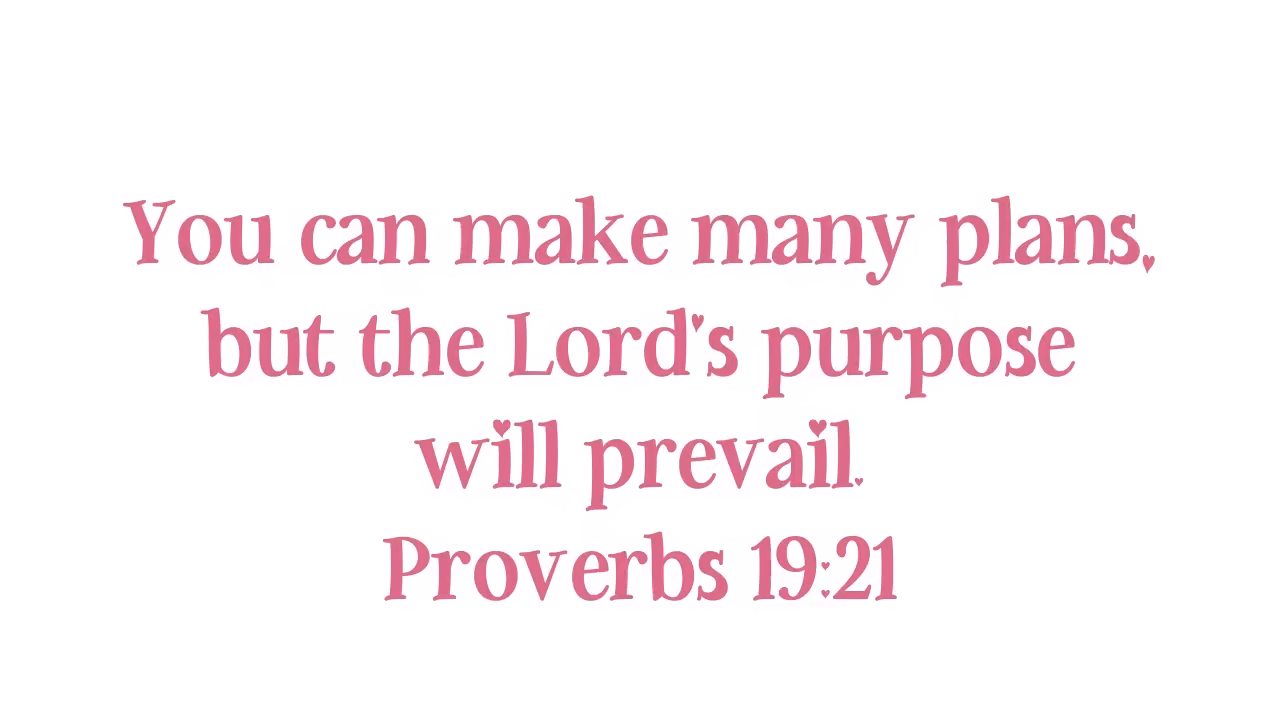 You can make many plans,
but the Lord's purpose
will prevail.
Proverbs 19:21